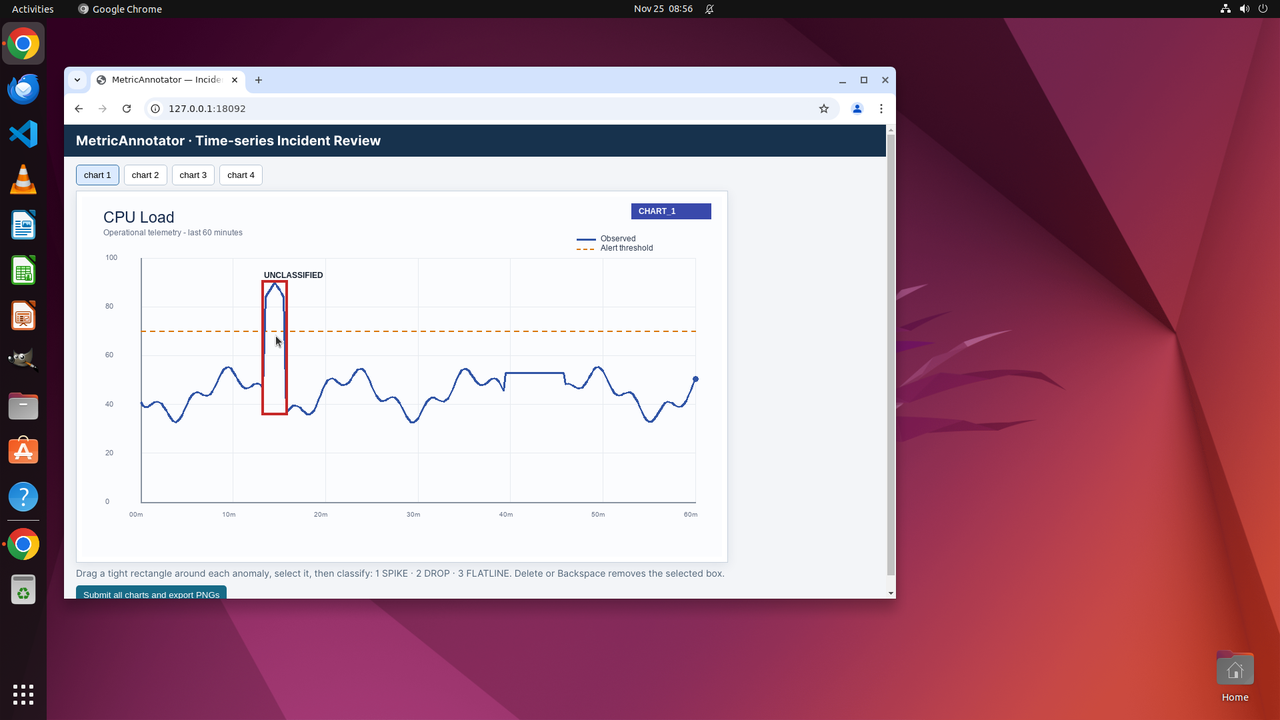 Activities
Google Chrome
Nov 25 08:56
MetricAnnotator — Incide
127.0.0.1:18092
MetricAnnotator · Time-series Incident Review
chart 1
chart 2
chart 3
chart 4
CPU Load
CHART_1
Operational telemetry - last 60 minutes
Observed
Alert threshold
100
UNCLASSIFIED
80
60
40
20
0
00m
10m
20m
30m
40m
50m
60m
Drag a tight rectangle around each anomaly, select it, then classify: 1 SPIKE · 2 DROP · 3 FLATLINE. Delete or Backspace removes the selected box.
Submit all charts and export PNGs
Home